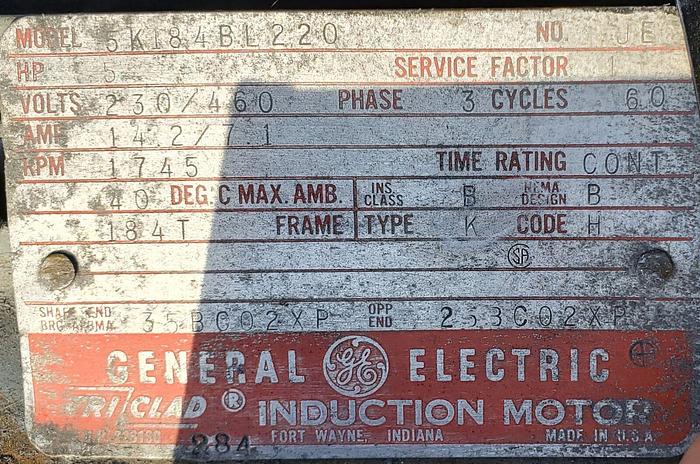 MODEL 5K184BL220 NO. JE
HP 5 SERVICE FACTOR 1
VOLTS 230/460 PHASE 3 CYCLES 60
AMP 14.2/7.1
RPM 1745 TIME RATING CONT
40 DEG. C MAX. AMB. INS. CLASS B NEMA DESIGN B
184T FRAME TYPE K CODE H
SA
SHAFT END BRG AFBMA 35BC02XP OPP END 25BC02XP
GENERAL GE ELECTRIC
TRI CLAD ® INDUCTION MOTOR
284 FORT WAYNE, INDIANA MADE IN U.S.A.